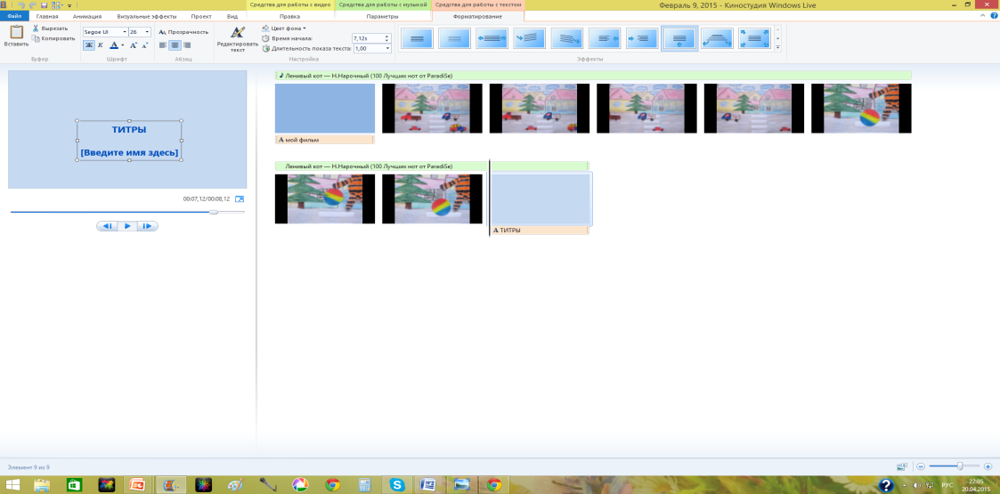 Средства для работы с видео Средства для работы с музыкой Средства для работы с текстом Февраль 9, 2015 - Киностудия Windows Live
Файл Главная Анимация Визуальные эффекты Проект Вид Правка Параметры Форматирование
Вставить
Вырезать
Копировать
Буфер
Segoe UI 26
Ж К А А А
Шрифт
Прозрачность
Абзац
Редактировать текст
Цвет фона
Время начала: 7,12s
Длительность показа текста: 1,00
Настройка
Эффекты
ТИТРЫ
[Введите имя здесь]
00:07,12/00:08,12
Ленивый кот — Н.Нарочный (100 Лучших нот от ParadiSe)
A мой фильм
Ленивый кот — Н.Нарочный (100 Лучших нот от ParadiSe)
A ТИТРЫ
Элемент 9 из 9
РУС
22:05
20.04.2015